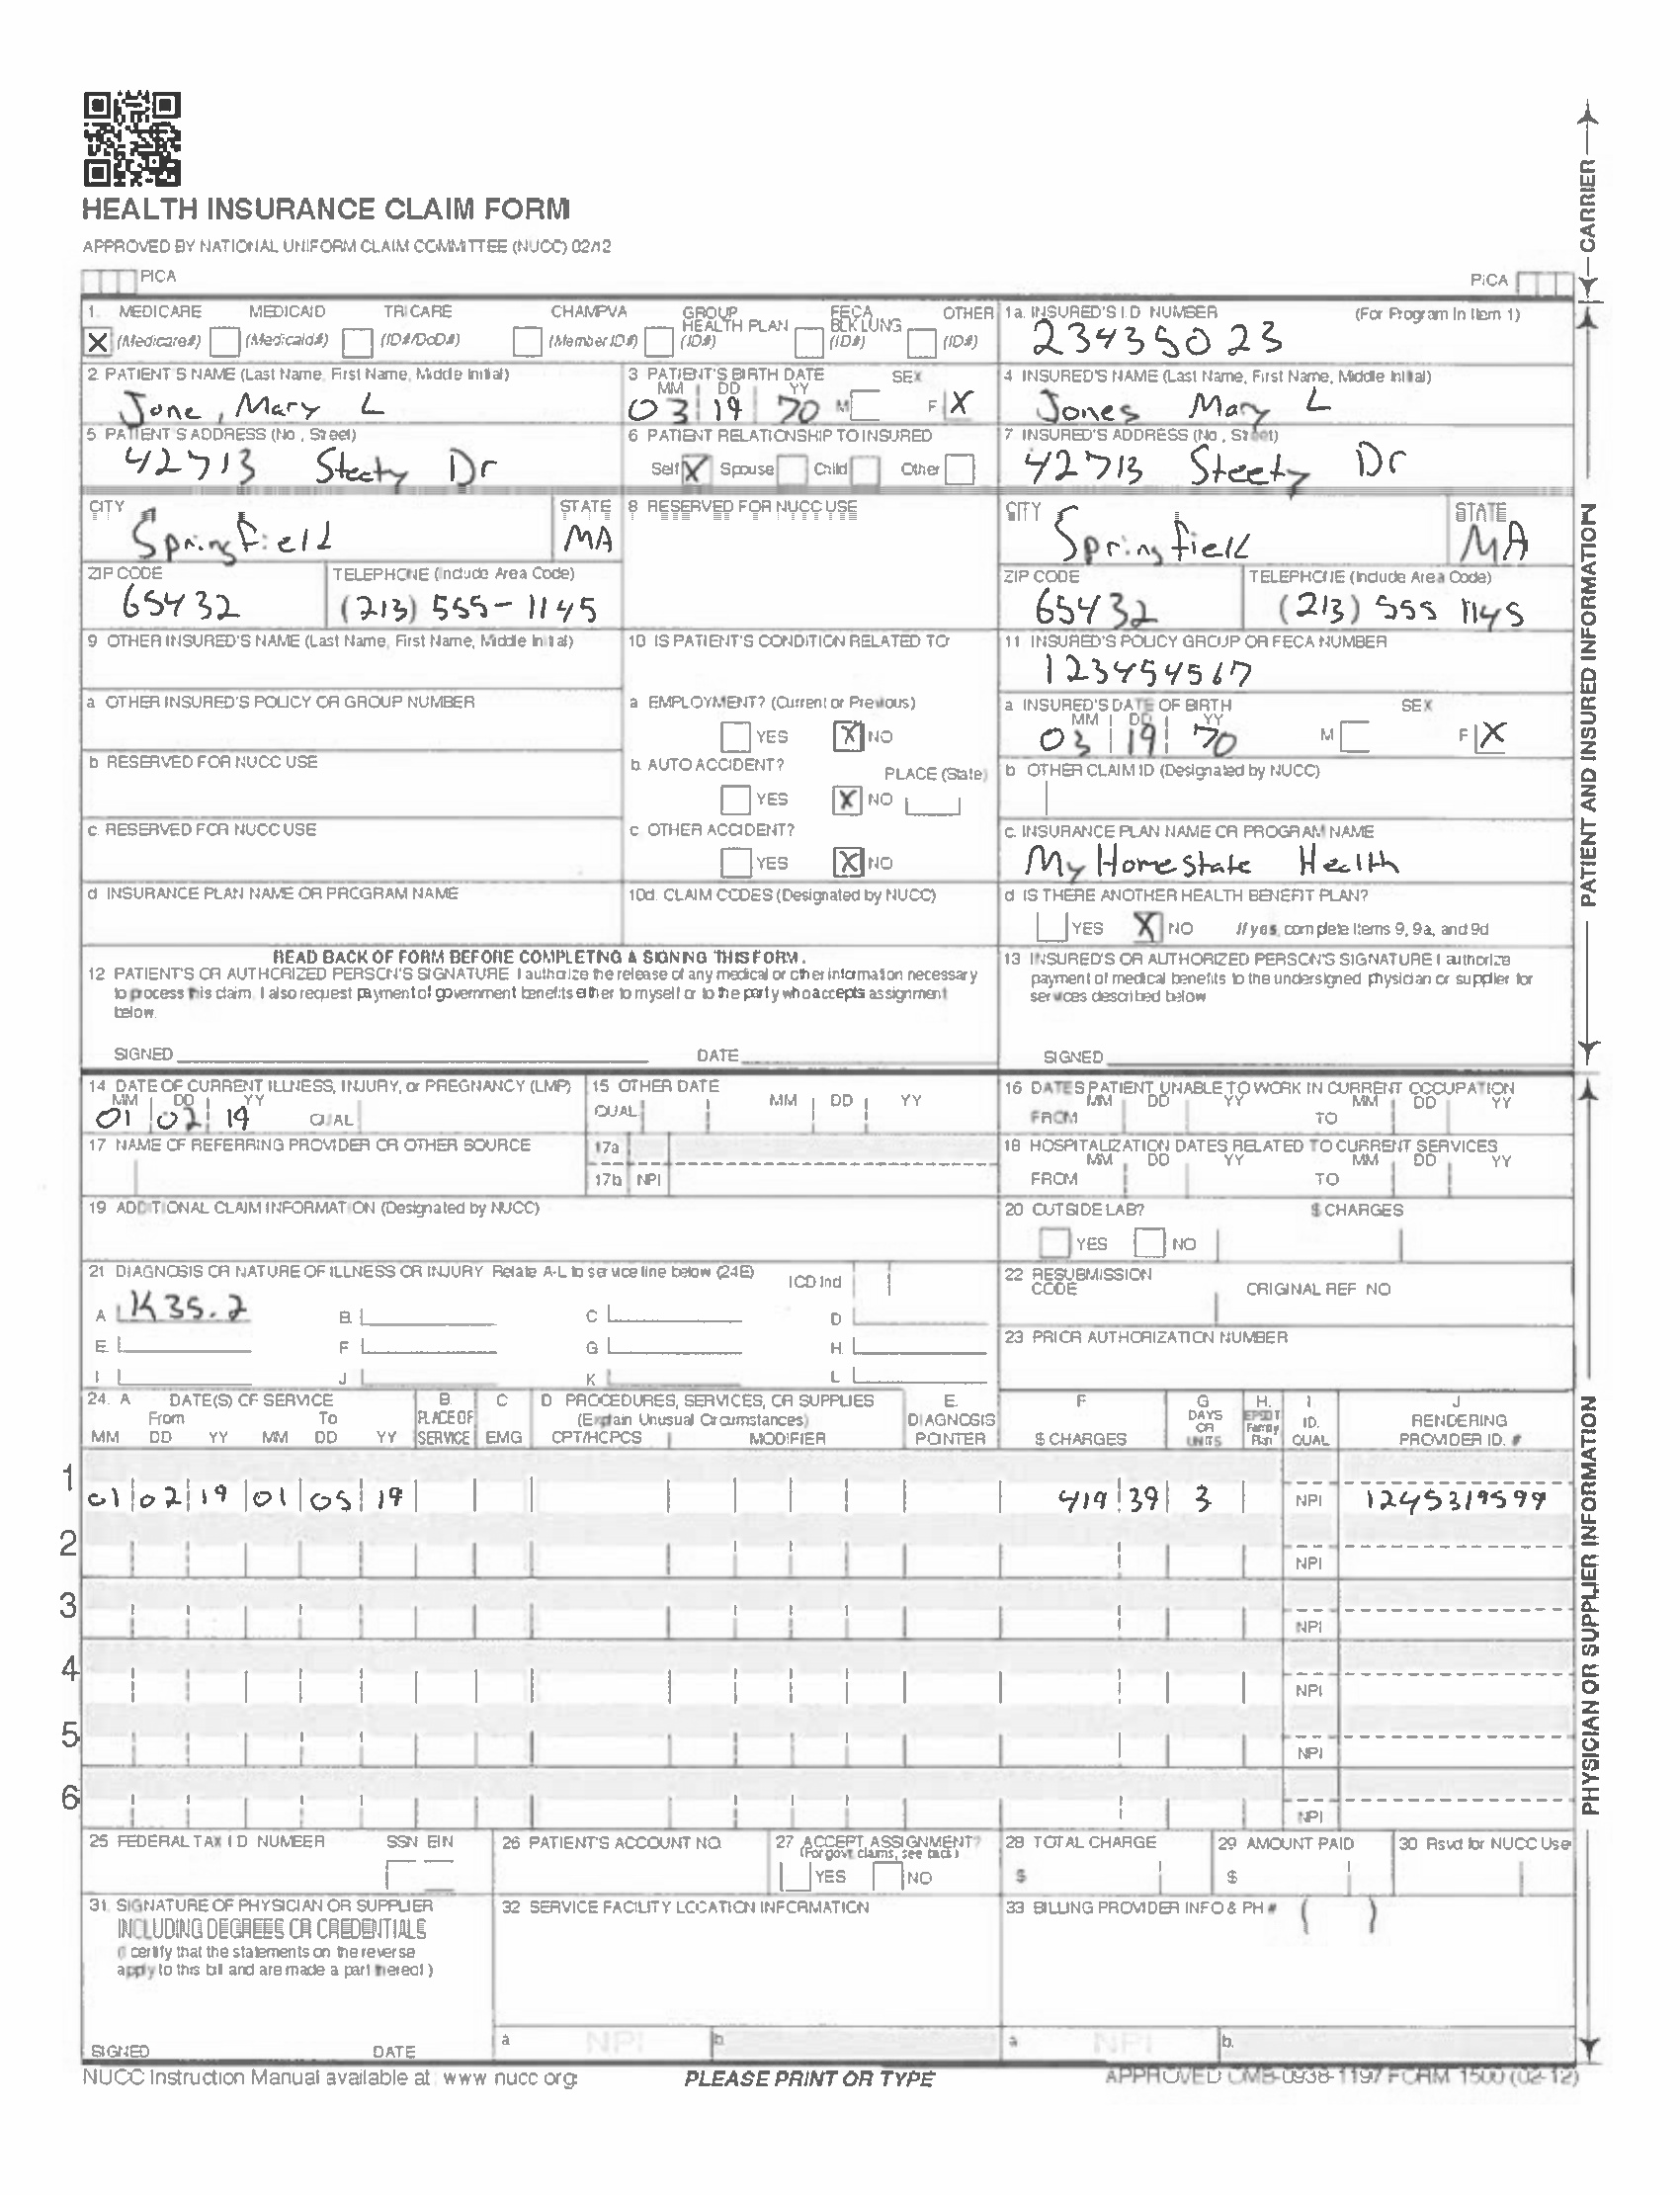 HEALTH INSURANCE CLAIM FORM
APPROVED BY NATIONAL UNIFORM CLAIM COMMITTEE (NUCC) 02/12
PICA
PICA
CARRIER
1. MEDICARE MEDICAID TRICARE CHAMPVA GROUP HEALTH PLAN FECA BLK LUNG OTHER
X (Medicare#) (Medicaid#) (ID#/DoD#) (Member ID#) (ID#) (ID#) (ID#)
1a. INSURED'S I.D NUMBER (For Program In Item 1)
23435023
2 PATIENT'S NAME (Last Name, First Name, Middle Initial)
Jone, Mary L
3 PATIENT'S BIRTH DATE SEX
MM DD YY
03 19 70 M F X
4 INSURED'S NAME (Last Name, First Name, Middle Initial)
Jones Mary L
5 PATIENT'S ADDRESS (No., Street)
42713 Steety Dr
6 PATIENT RELATIONSHIP TO INSURED
Self X Spouse Child Other
7 INSURED'S ADDRESS (No., Street)
42713 Steety Dr
CITY STATE
Springfield MA
8 RESERVED FOR NUCC USE
CITY STATE
Springfield MA
ZIP CODE TELEPHONE (Include Area Code)
65432 (213) 555-1145
ZIP CODE TELEPHONE (Include Area Code)
65432 (213) 555 1145
9 OTHER INSURED'S NAME (Last Name, First Name, Middle Initial)
10 IS PATIENT'S CONDITION RELATED TO
11 INSURED'S POLICY GROUP OR FECA NUMBER
123454567
a OTHER INSURED'S POLICY OR GROUP NUMBER
a EMPLOYMENT? (Current or Previous)
YES X NO
a INSURED'S DATE OF BIRTH SEX
MM DD YY
03 19 70 M F X
b RESERVED FOR NUCC USE
b. AUTO ACCIDENT? PLACE (State)
YES X NO
b OTHER CLAIM ID (Designated by NUCC)
c. RESERVED FOR NUCC USE
c OTHER ACCIDENT?
YES X NO
c. INSURANCE PLAN NAME OR PROGRAM NAME
My Home State Health
d INSURANCE PLAN NAME OR PROGRAM NAME
10d. CLAIM CODES (Designated by NUCC)
d IS THERE ANOTHER HEALTH BENEFIT PLAN?
YES X NO If yes, complete items 9, 9a, and 9d
PATIENT AND INSURED INFORMATION
READ BACK OF FORM BEFORE COMPLETING & SIGNING THIS FORM.
12 PATIENT'S OR AUTHORIZED PERSON'S SIGNATURE I authorize the release of any medical or other information necessary
to process this claim. I also request payment of government benefits either to myself or to the party who accepts assignment
below.
SIGNED DATE
13 INSURED'S OR AUTHORIZED PERSON'S SIGNATURE I authorize
payment of medical benefits to the undersigned physician or supplier for
services described below
SIGNED
14 DATE OF CURRENT ILLNESS, INJURY, or PREGNANCY (LMP)
MM DD YY
01 02 19 QUAL
15 OTHER DATE
QUAL MM DD YY
16 DATES PATIENT UNABLE TO WORK IN CURRENT OCCUPATION
MM DD YY MM DD YY
FROM TO
17 NAME OF REFERRING PROVIDER OR OTHER SOURCE
17a
17b NPI
18 HOSPITALIZATION DATES RELATED TO CURRENT SERVICES
MM DD YY MM DD YY
FROM TO
19 ADDITIONAL CLAIM INFORMATION (Designated by NUCC)
20 OUTSIDE LAB? $ CHARGES
YES NO
21 DIAGNOSIS OR NATURE OF ILLNESS OR INJURY Relate A-L to service line below (24E) ICD Ind
A K35.2 B. C D
E. F G H.
I J K L
22 RESUBMISSION
CODE ORIGINAL REF NO
23 PRIOR AUTHORIZATION NUMBER
24. A DATE(S) OF SERVICE B. C D PROCEDURES, SERVICES, OR SUPPLIES E. F G H. I J
From To PLACE OF (Explain Unusual Circumstances) DIAGNOSIS DAYS OR EPSDT Family ID. RENDERING
MM DD YY MM DD YY SERVICE EMG CPT/HCPCS MODIFIER POINTER $ CHARGES UNITS Plan QUAL PROVIDER ID. #
1 01 02 19 01 05 19 419 39 3 NPI 1245319599
2 NPI
3 NPI
4 NPI
5 NPI
6 NPI
PHYSICIAN OR SUPPLIER INFORMATION
25 FEDERAL TAX I D NUMBER SSN EIN
26 PATIENT'S ACCOUNT NO.
27 ACCEPT ASSIGNMENT?
(For govt. claims, see back)
YES NO
28 TOTAL CHARGE
$
29 AMOUNT PAID
$
30 Rsvd for NUCC Use
31 SIGNATURE OF PHYSICIAN OR SUPPLIER
INCLUDING DEGREES OR CREDENTIALS
(I certify that the statements on the reverse
apply to this bill and are made a part thereof)
SIGNED DATE
32 SERVICE FACILITY LOCATION INFORMATION
a NPI b.
33 BILLING PROVIDER INFO & PH # ( )
a NPI b.
NUCC Instruction Manual available at: www nucc org
PLEASE PRINT OR TYPE
APPROVED OMB-0938-1197 FORM 1500 (02-12)